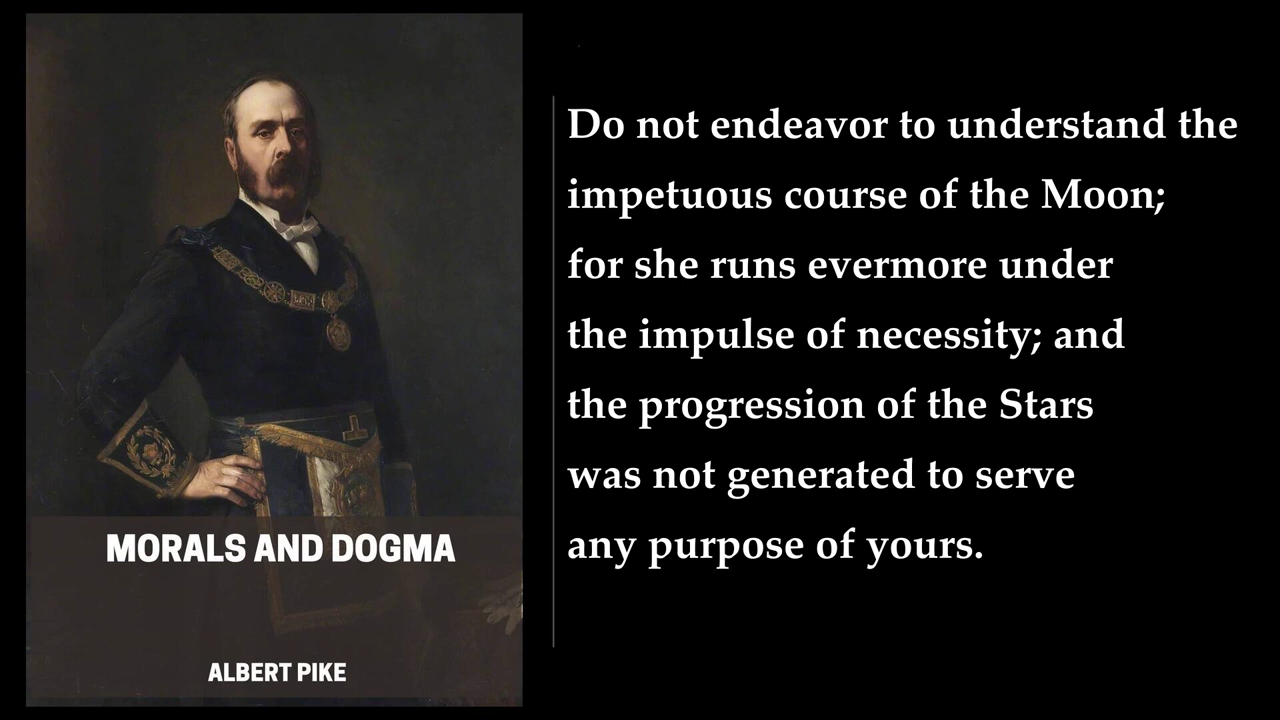 MORALS AND DOGMA
ALBERT PIKE
Do not endeavor to understand the
impetuous course of the Moon;
for she runs evermore under
the impulse of necessity; and
the progression of the Stars
was not generated to serve
any purpose of yours.